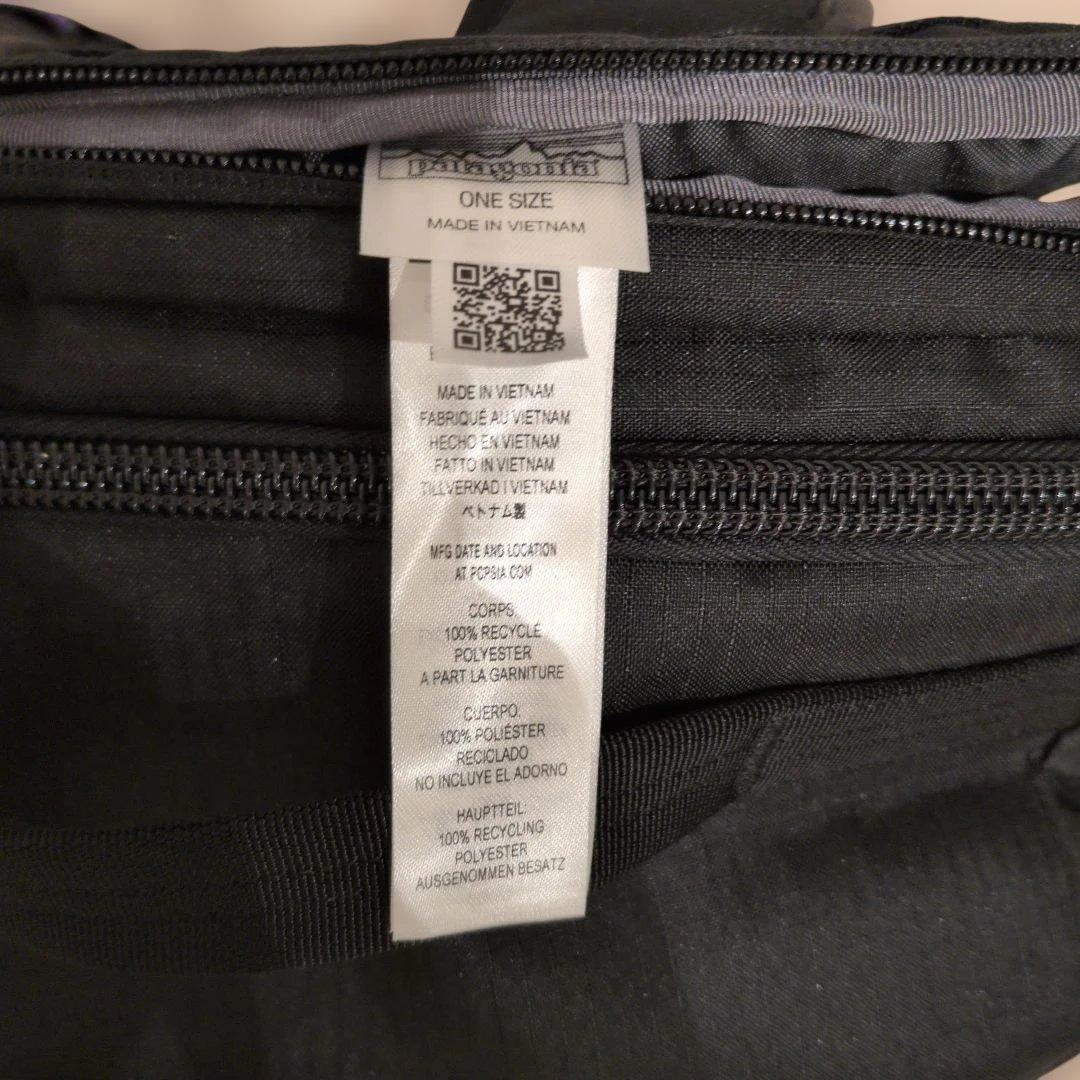 patagonia
ONE SIZE
MADE IN VIETNAM
MADE IN VIETNAM
FABRIQUÉ AU VIETNAM
HECHO EN VIETNAM
FATTO IN VIETNAM
TILLVERKAD I VIETNAM
ベトナム製
MFG DATE AND LOCATION
AT PCPSIA.COM
CORPS:
100% RECYCLÉ
POLYESTER
A PART LA GARNITURE
CUERPO:
100% POLIÉSTER
RECICLADO
NO INCLUYE EL ADORNO
HAUPTTEIL:
100% RECYCLING
POLYESTER
AUSGENOMMEN BESATZ